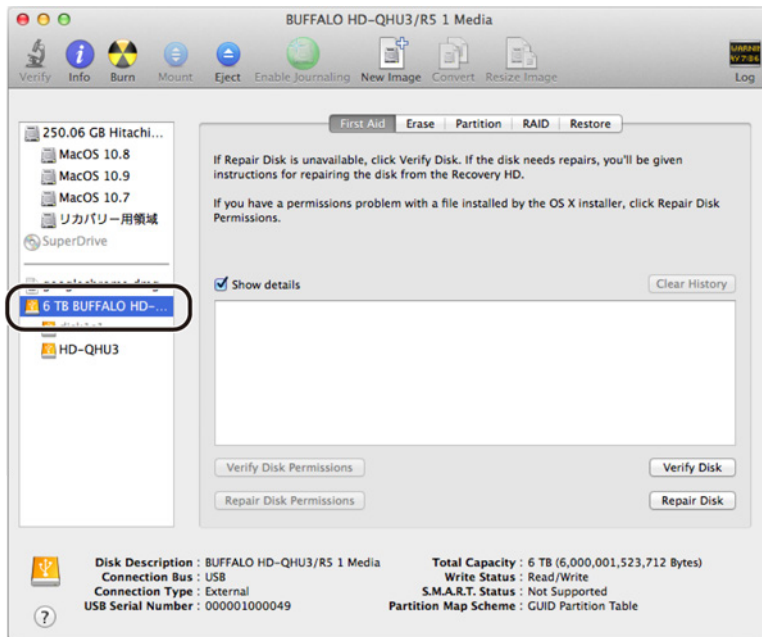 BUFFALO HD-QHU3/R5 1 Media
Verify Info Burn Mount Eject Enable Journaling New Image Convert Resize Image Log
First Aid Erase Partition RAID Restore
250.06 GB Hitachi...
MacOS 10.8
MacOS 10.9
MacOS 10.7
リカバリー用領域
SuperDrive
6 TB BUFFALO HD-...
HD-QHU3
If Repair Disk is unavailable, click Verify Disk. If the disk needs repairs, you'll be given
instructions for repairing the disk from the Recovery HD.
If you have a permissions problem with a file installed by the OS X installer, click Repair Disk
Permissions.
Show details Clear History
Verify Disk Permissions Verify Disk
Repair Disk Permissions Repair Disk
Disk Description : BUFFALO HD-QHU3/R5 1 Media
Connection Bus : USB
Connection Type : External
USB Serial Number : 000001000049
Total Capacity : 6 TB (6,000,001,523,712 Bytes)
Write Status : Read/Write
S.M.A.R.T. Status : Not Supported
Partition Map Scheme : GUID Partition Table
?